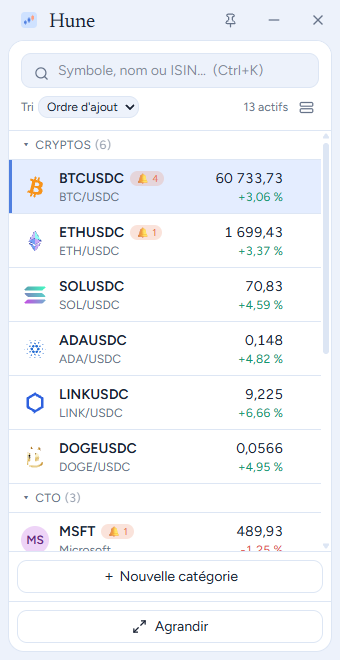 Hune
Symbole, nom ou ISIN... (Ctrl+K)
Tri Ordre d'ajout 13 actifs
CRYPTOS (6)
BTCUSDC 4 60 733,73
BTC/USDC +3,06 %
ETHUSDC 1 1 699,43
ETH/USDC +3,37 %
SOLUSDC 70,83
SOL/USDC +4,59 %
ADAUSDC 0,148
ADA/USDC +4,82 %
LINKUSDC 9,225
LINK/USDC +6,66 %
DOGEUSDC 0,0566
DOGE/USDC +4,95 %
CTO (3)
MS MSFT 1 489,93
Microsoft -1,25 %
+ Nouvelle catégorie
Agrandir